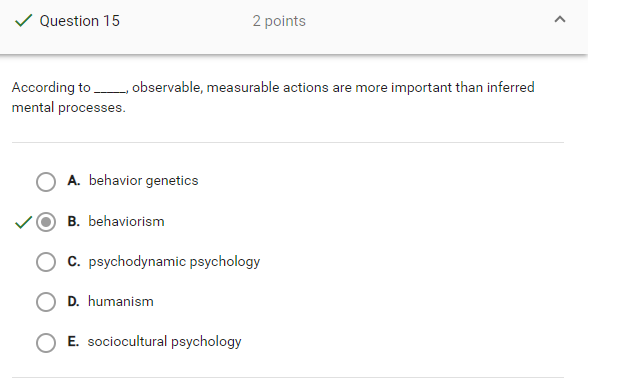 Question 15 2 points
According to _____, observable, measurable actions are more important than inferred
mental processes.
A. behavior genetics
B. behaviorism
C. psychodynamic psychology
D. humanism
E. sociocultural psychology